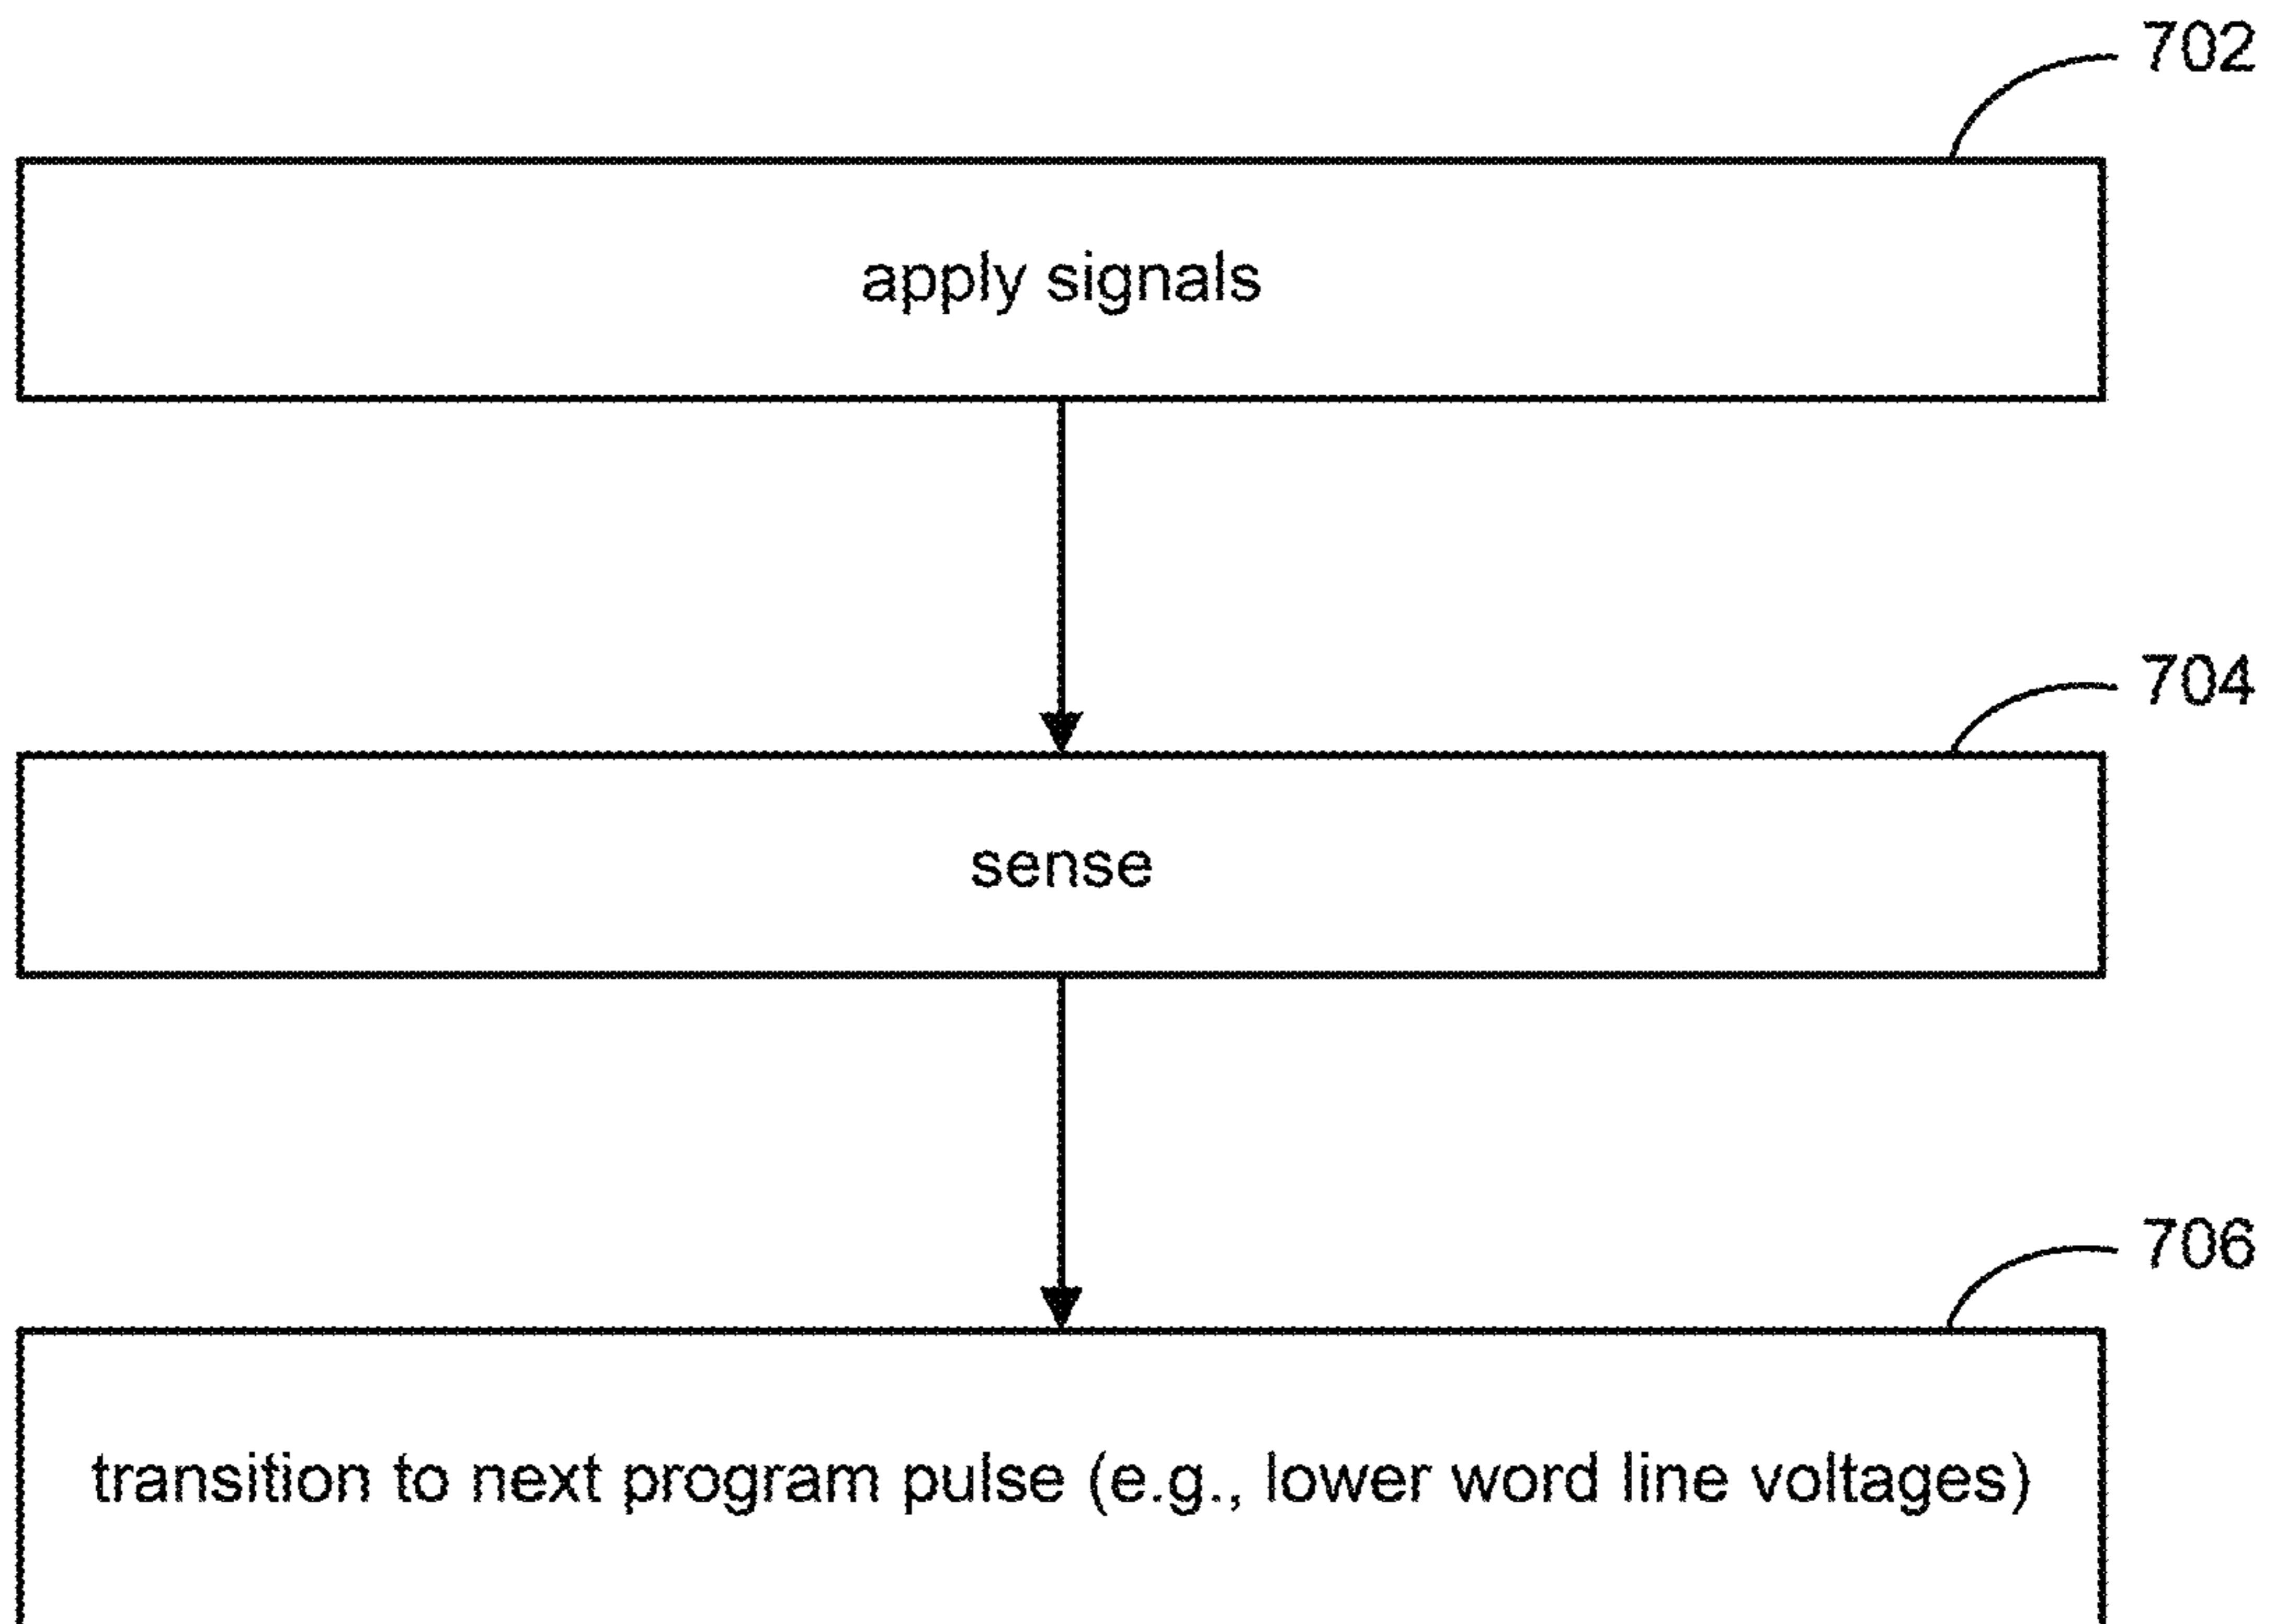 702
apply signals
704
sense
706
transition to next program pulse (e.g., lower word line voltages)